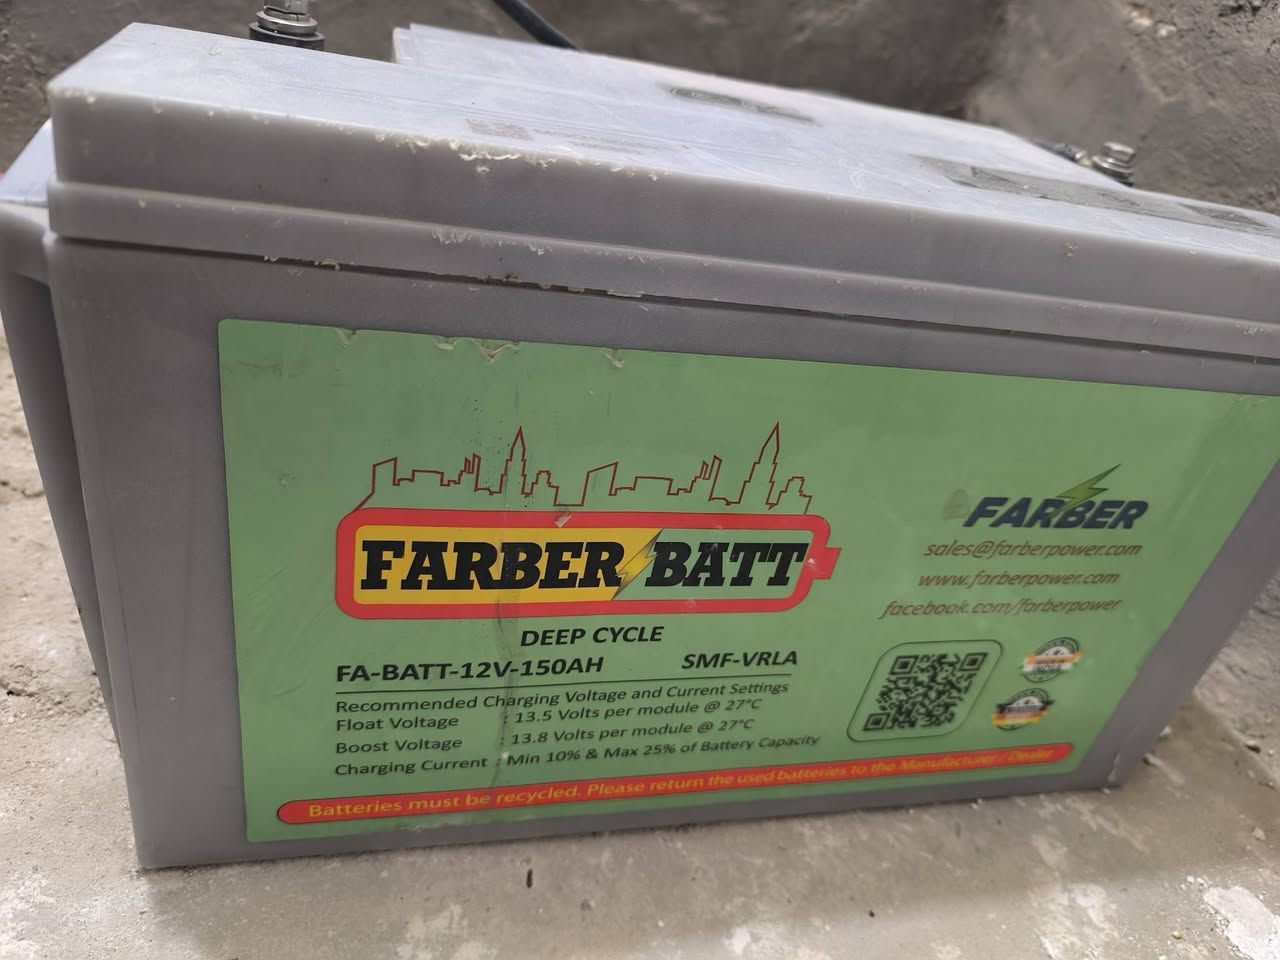 FARBER BATT
DEEP CYCLE
FA-BATT-12V-150AH SMF-VRLA
Recommended Charging Voltage and Current Settings
Float Voltage : 13.5 Volts per module @ 27°C
Boost Voltage : 13.8 Volts per module @ 27°C
Charging Current : Min 10% & Max 25% of Battery Capacity
FARBER
sales@farberpower.com
www.farberpower.com
facebook.com/farberpower
INDIA
Batteries must be recycled. Please return the used batteries to the Manufacturer / Dealer